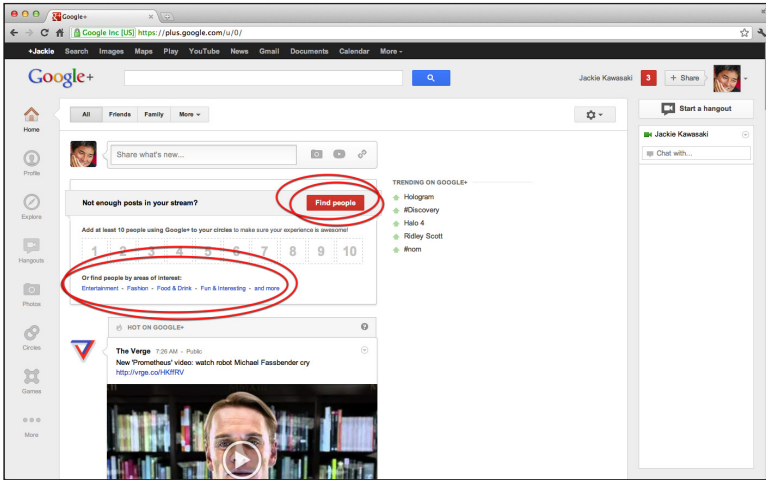 Google+
Google Inc [US] https://plus.google.com/u/0/
+Jackie Search Images Maps Play YouTube News Gmail Documents Calendar More
Google+
Jackie Kawasaki 3 + Share
All Friends Family More
Start a hangout
Home
Jackie Kawasaki
Share what's new...
Chat with...
Profile
TRENDING ON GOOGLE+
Not enough posts in your stream? Find people
Hologram
#Discovery
Explore
Halo 4
Add at least 10 people using Google+ to your circles to make sure your experience is awesome!
Ridley Scott
1 2 3 4 5 6 7 8 9 10
#nom
Hangouts
Or find people by areas of interest:
Entertainment - Fashion - Food & Drink - Fun & Interesting - and more
Photos
HOT ON GOOGLE+ ?
Circles
The Verge 7:26 AM - Public
New 'Prometheus' video: watch robot Michael Fassbender cry
http://vrge.co/HKffRV
Games
More